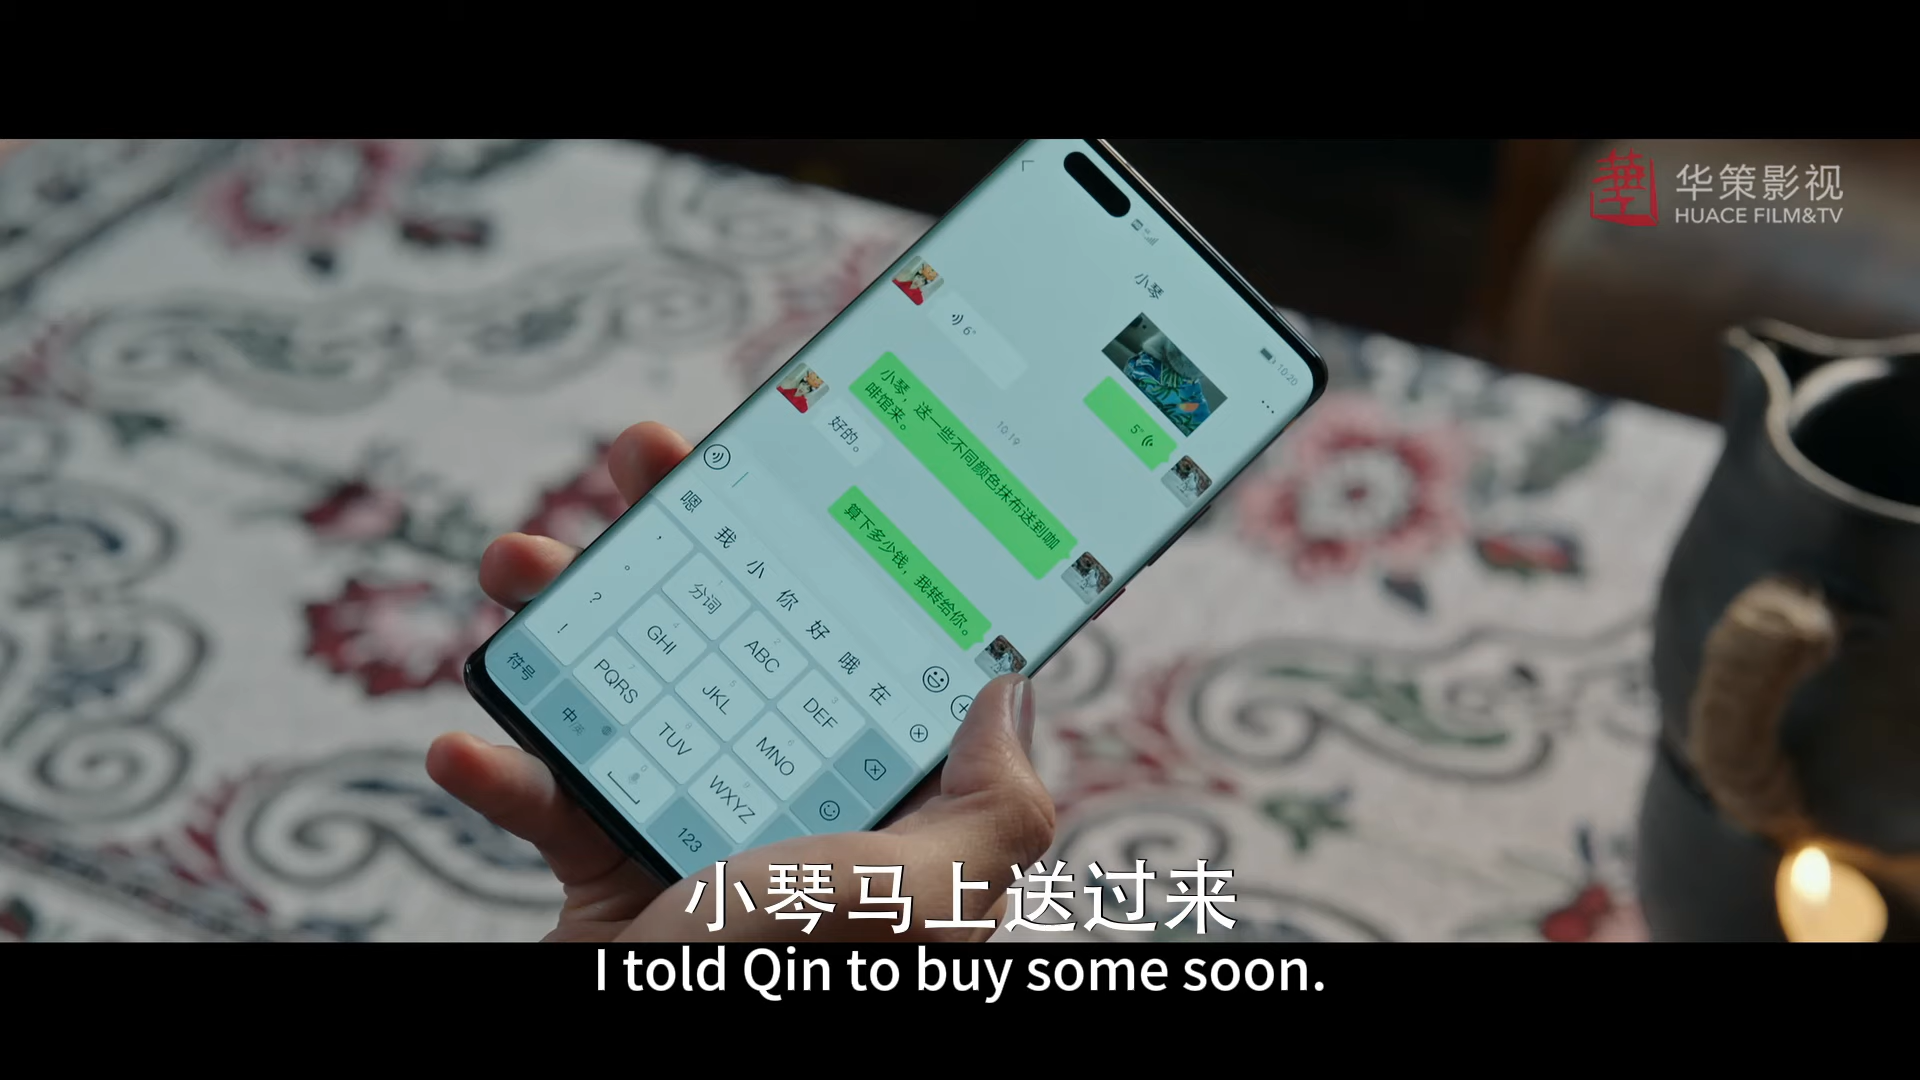 华策影视
HUACE FILM&TV
10:20
小琴
5"
6"
10:19
小琴，送一些不同颜色抹布送到咖
啡馆来。
好的。
算下多少钱，我转给你。
嗯 我 小 你 好 哦 在
， 分词 ABC DEF
。 GHI JKL MNO
？ PQRS TUV WXYZ
！
符号 中/英 123
小琴马上送过来
I told Qin to buy some soon.